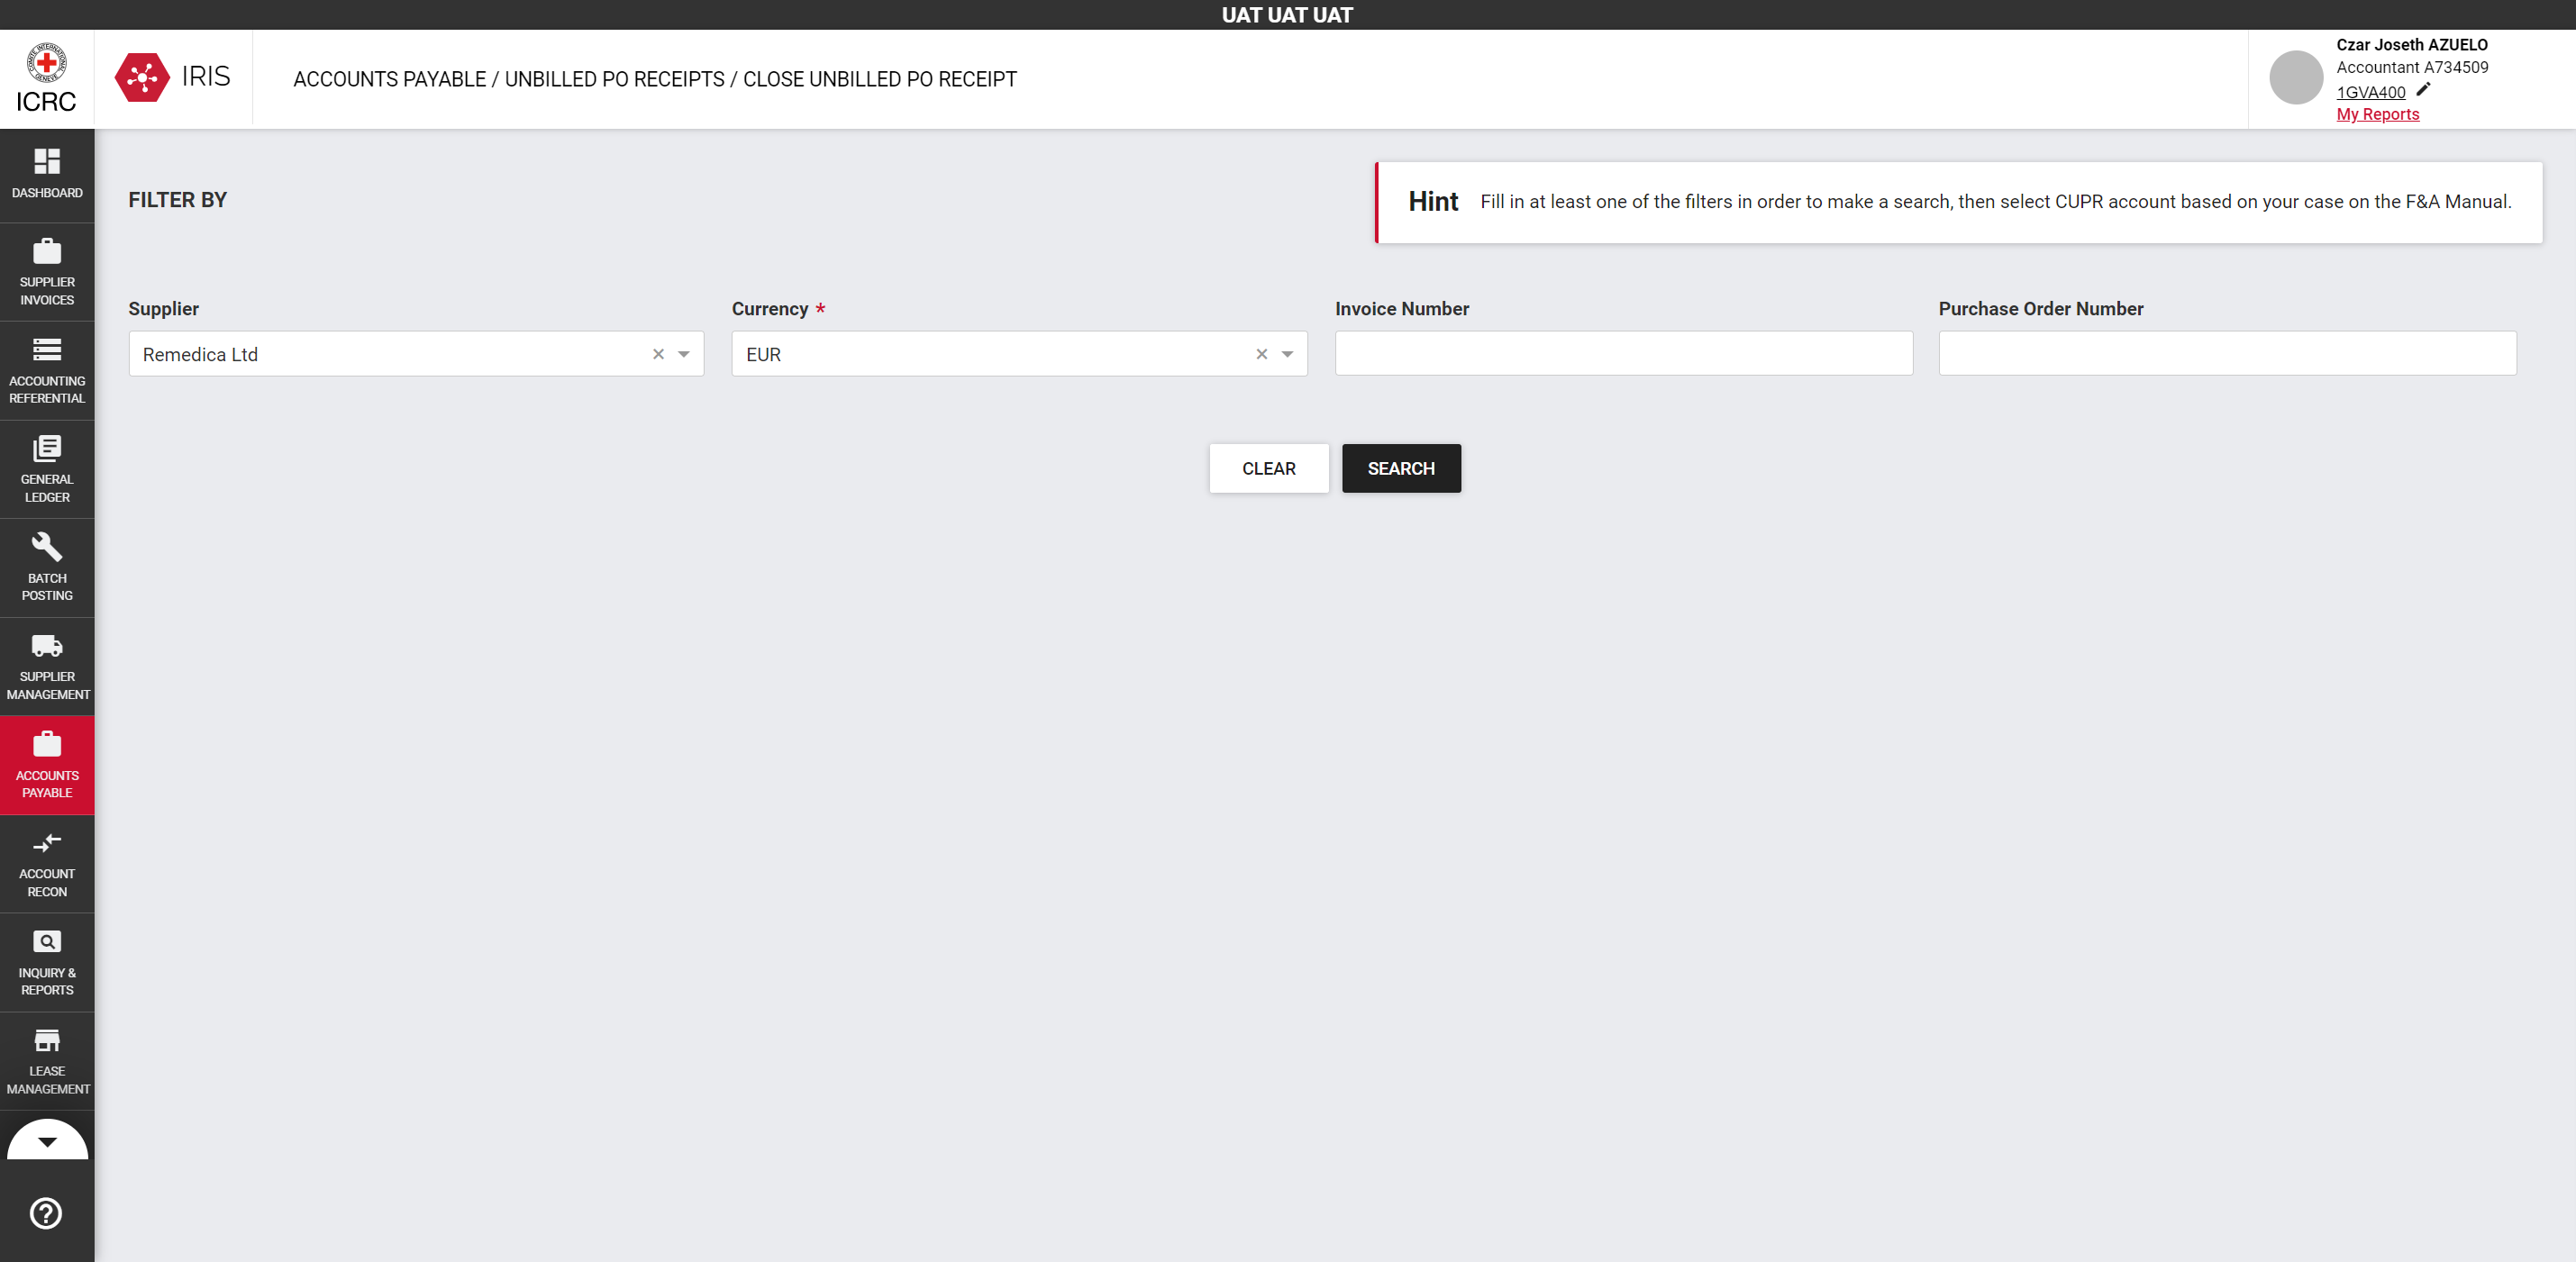 UAT UAT UAT
COMITE INTERNATIONAL GENEVE
ICRC
IRIS
ACCOUNTS PAYABLE / UNBILLED PO RECEIPTS / CLOSE UNBILLED PO RECEIPT
Czar Joseth AZUELO
Accountant A734509
1GVA400
My Reports
DASHBOARD
SUPPLIER
INVOICES
ACCOUNTING
REFERENTIAL
GENERAL
LEDGER
BATCH
POSTING
SUPPLIER
MANAGEMENT
ACCOUNTS
PAYABLE
ACCOUNT
RECON
INQUIRY &
REPORTS
LEASE
MANAGEMENT
FILTER BY
Hint Fill in at least one of the filters in order to make a search, then select CUPR account based on your case on the F&A Manual.
Supplier
Remedica Ltd
Currency *
EUR
Invoice Number
Purchase Order Number
CLEAR
SEARCH